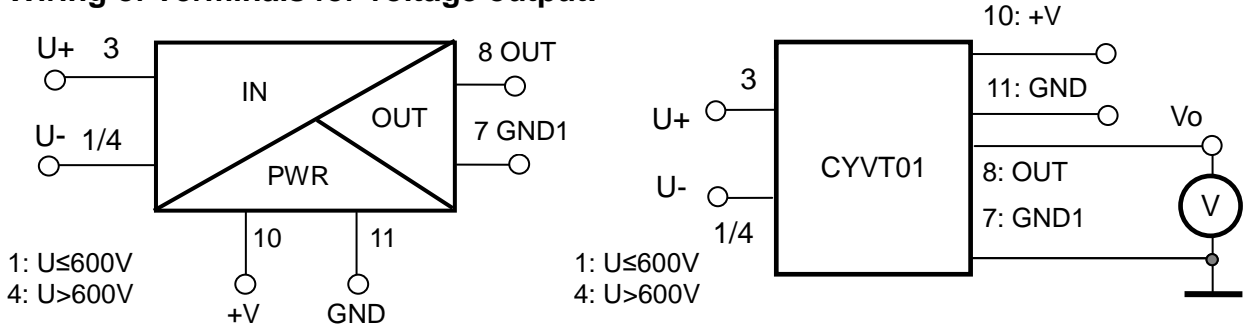 Wiring of Terminals for voltage output:
U+ 3
IN
8 OUT
OUT
7 GND1
U- 1/4
PWR
10
11
1: U≤600V
4: U>600V
+V
GND
10: +V
3
11: GND
U+
Vo
CYVT01
8: OUT
U-
V
7: GND1
1/4
1: U≤600V
4: U>600V